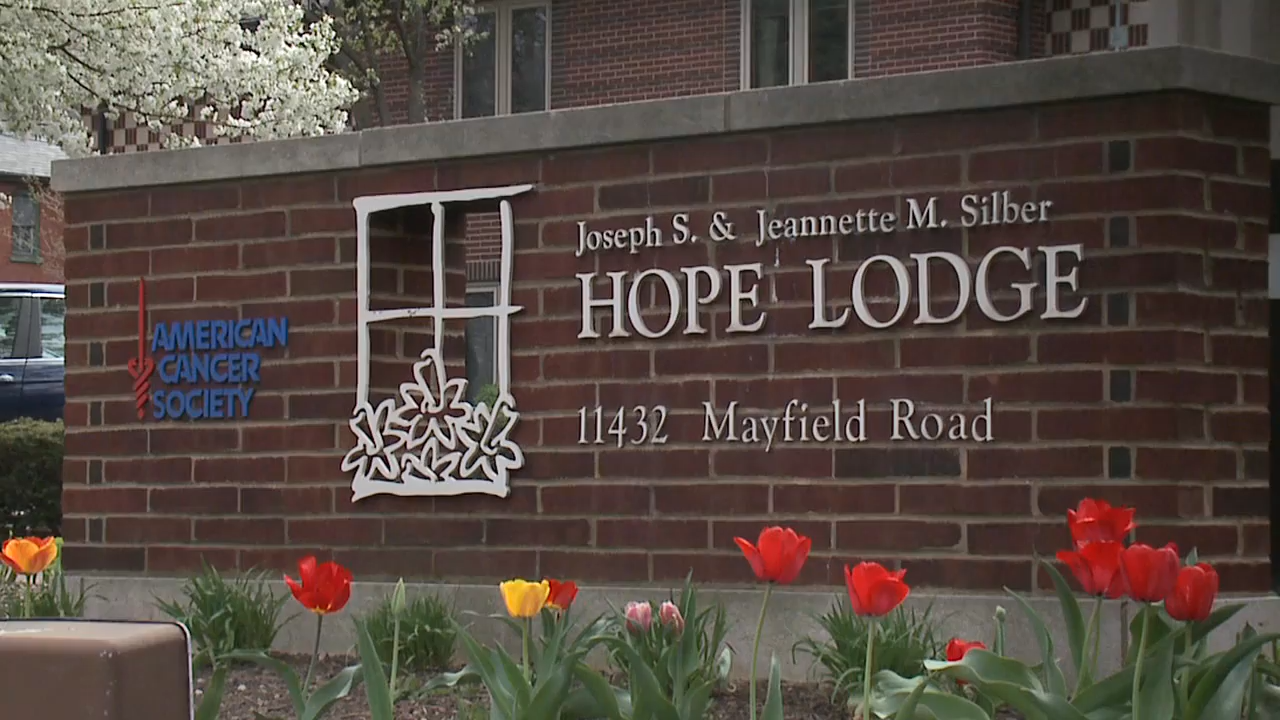 AMERICAN
CANCER
SOCIETY
Joseph S. & Jeannette M. Silber
HOPE LODGE
11432 Mayfield Road